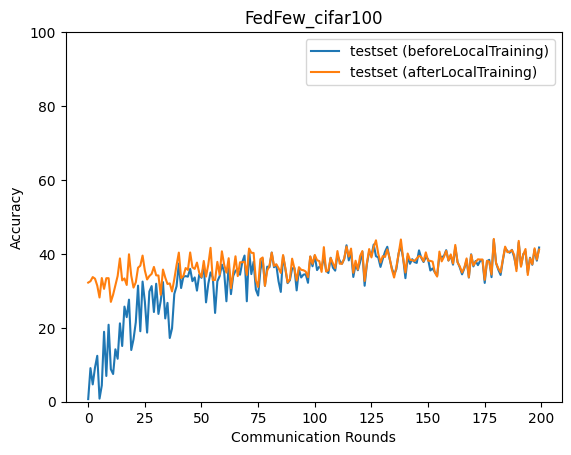 FedFew_cifar100
testset (beforeLocalTraining)
testset (afterLocalTraining)
Accuracy
100
80
60
40
20
0
0 25 50 75 100 125 150 175 200
Communication Rounds